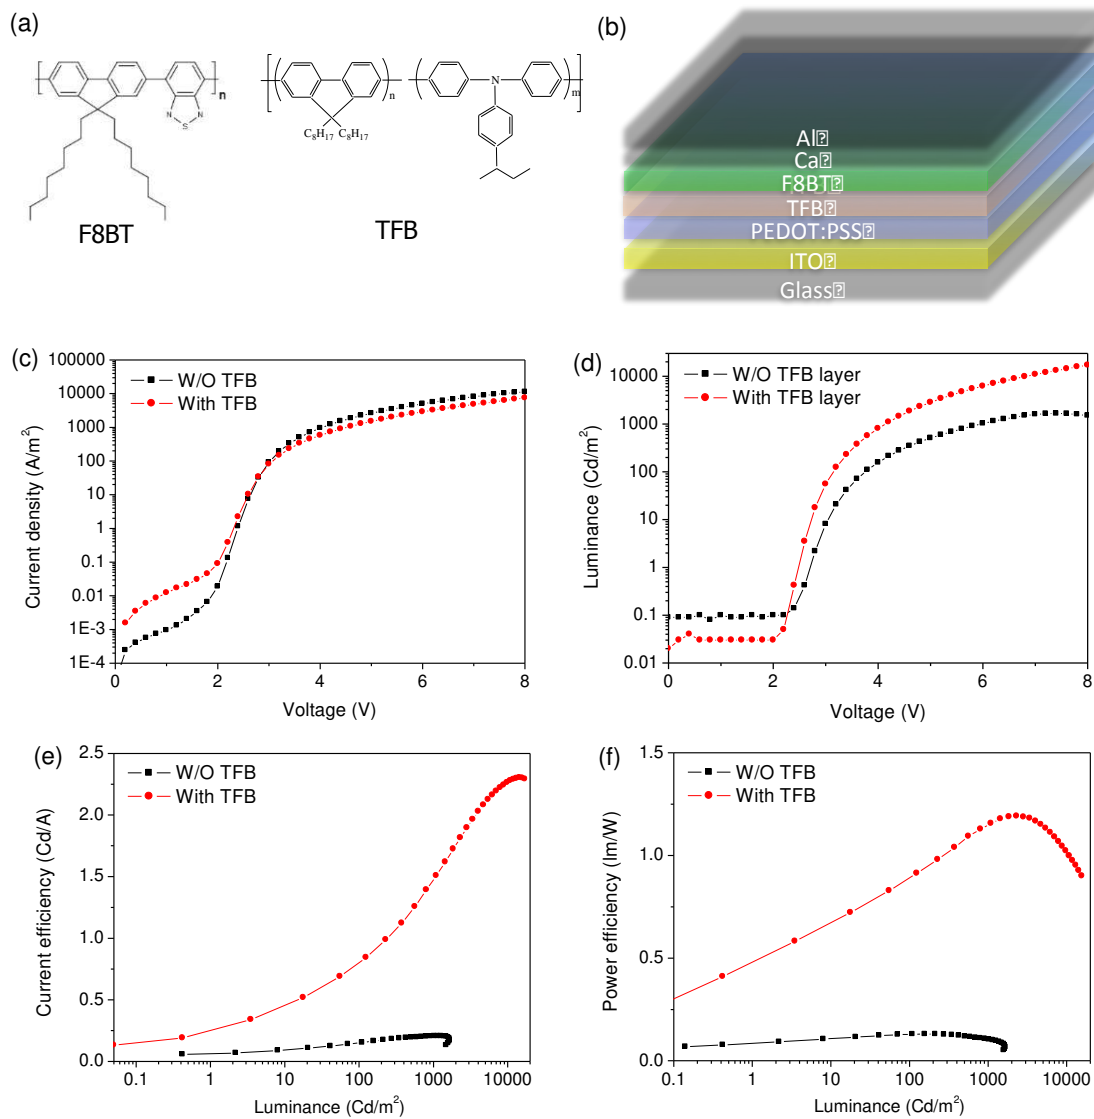 (a)
n
N
S
N
F8BT
n
C8H17
C8H17
N
m
TFB
(b)
Al
Ca
F8BT
TFB
PEDOT:PSS
ITO
Glass
(c)
100000
10000
1000
100
10
1
0.1
0.01
1E-3
1E-4
0
2
4
6
8
W/O TFB
With TFB
Current density (A/m2)
Voltage (V)
(d)
10000
1000
100
10
1
0.1
0.01
0
2
4
6
8
W/O TFB layer
With TFB layer
Luminance (Cd/m2)
Voltage (V)
(e)
2.5
2.0
1.5
1.0
0.5
0.0
1
10
100
1000
10000
W/O TFB
With TFB
Current efficiency (Cd/A)
Luminance (Cd/m2)
(f)
1.5
1.0
0.5
0.0
0.1
1
10
100
1000
10000
W/O TFB
With TFB
Power efficiency (lm/W)
Luminance (Cd/m2)